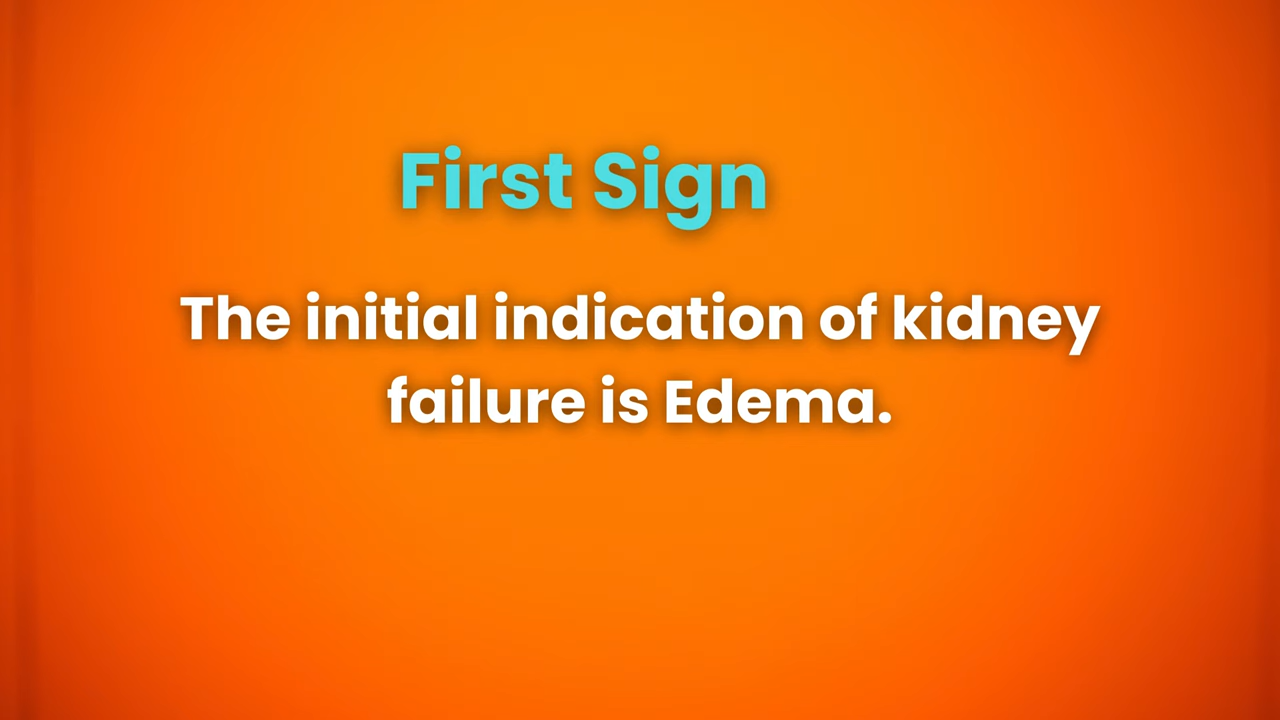 First Sign
The initial indication of kidney
failure is Edema.